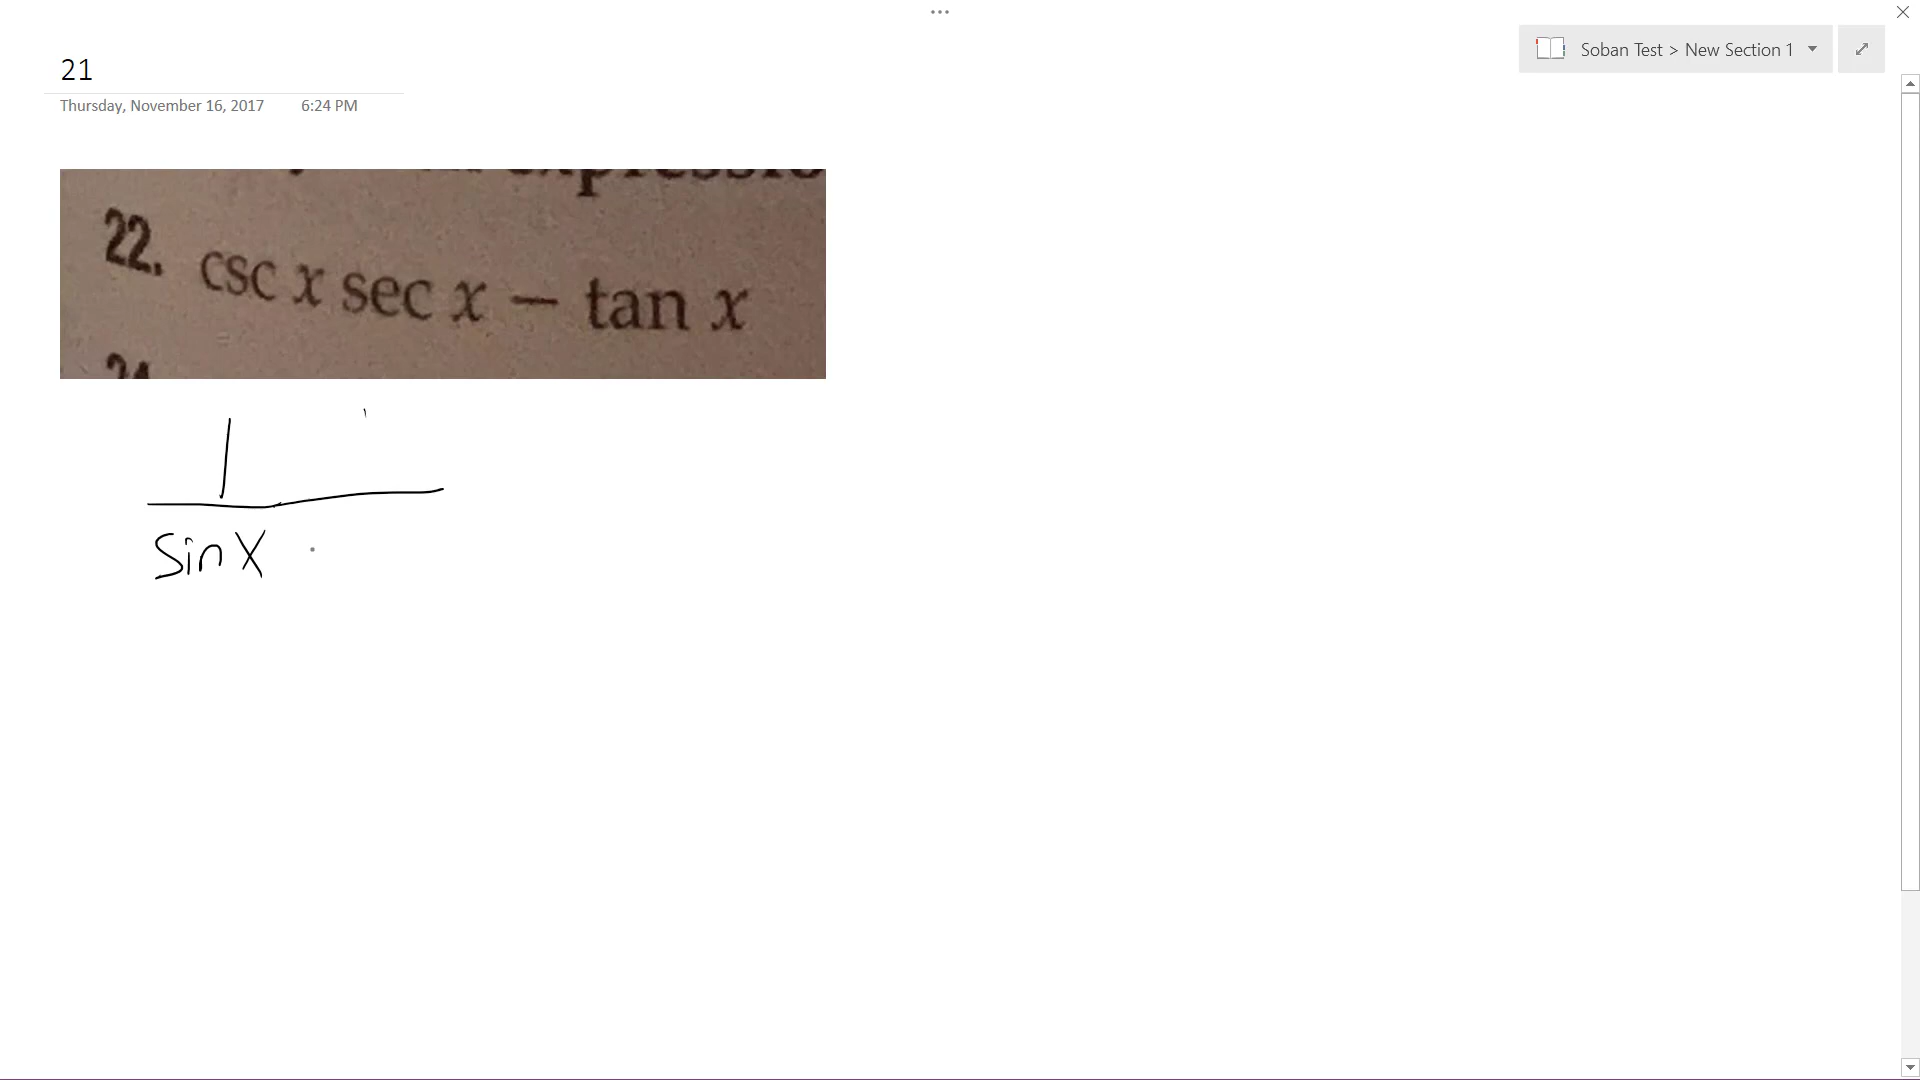 Soban Test > New Section 1
21
Thursday, November 16, 2017 6:24 PM
22. csc x sec x – tan x
1
sin x